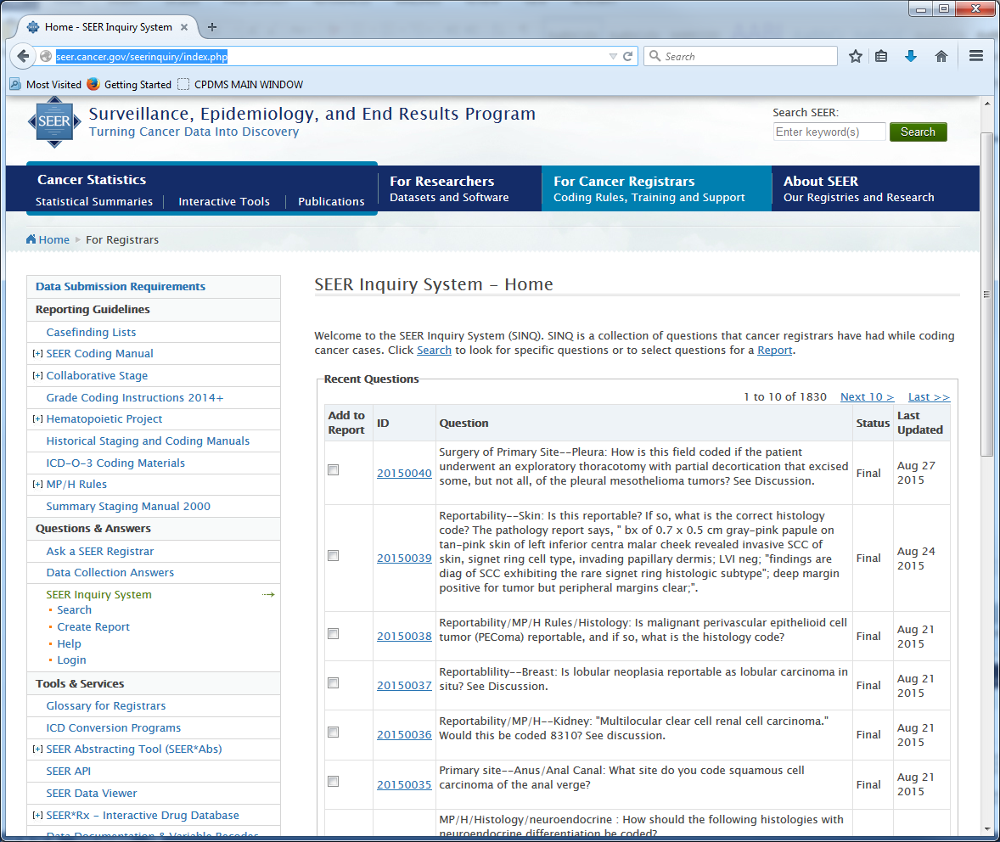 Home - SEER Inquiry System
seer.cancer.gov/seerinquiry/index.php
Search
Most Visited Getting Started CPDMS MAIN WINDOW
SEER
Surveillance, Epidemiology, and End Results Program
Turning Cancer Data Into Discovery
Search SEER:
Enter keyword(s) Search
Cancer Statistics
Statistical Summaries Interactive Tools Publications
For Researchers
Datasets and Software
For Cancer Registrars
Coding Rules, Training and Support
About SEER
Our Registries and Research
Home For Registrars
Data Submission Requirements
Reporting Guidelines
Casefinding Lists
[+] SEER Coding Manual
[+] Collaborative Stage
Grade Coding Instructions 2014+
[+] Hematopoietic Project
Historical Staging and Coding Manuals
ICD-O-3 Coding Materials
[+] MP/H Rules
Summary Staging Manual 2000
Questions & Answers
Ask a SEER Registrar
Data Collection Answers
SEER Inquiry System
Search
Create Report
Help
Login
Tools & Services
Glossary for Registrars
ICD Conversion Programs
[+] SEER Abstracting Tool (SEER*Abs)
SEER API
SEER Data Viewer
[+] SEER*Rx - Interactive Drug Database
Data Documentation & Variable Recodes
SEER Inquiry System - Home
Welcome to the SEER Inquiry System (SINQ). SINQ is a collection of questions that cancer registrars have had while coding
cancer cases. Click Search to look for specific questions or to select questions for a Report.
Recent Questions
1 to 10 of 1830 Next 10 > Last >>
Add to
Report
ID
Question
Status
Last
Updated
20150040
Surgery of Primary Site--Pleura: How is this field coded if the patient
underwent an exploratory thoracotomy with partial decortication that excised
some, but not all, of the pleural mesothelioma tumors? See Discussion.
Final
Aug 27
2015
20150039
Reportability--Skin: Is this reportable? If so, what is the correct histology
code? The pathology report says, " bx of 0.7 x 0.5 cm gray-pink papule on
tan-pink skin of left inferior centra malar cheek revealed invasive SCC of
skin, signet ring cell type, invading papillary dermis; LVI neg; "findings are
diag of SCC exhibiting the rare signet ring histologic subtype"; deep margin
positive for tumor but peripheral margins clear;".
Final
Aug 24
2015
20150038
Reportability/MP/H Rules/Histology: Is malignant perivascular epithelioid cell
tumor (PEComa) reportable, and if so, what is the histology code?
Final
Aug 21
2015
20150037
Reportablility--Breast: Is lobular neoplasia reportable as lobular carcinoma in
situ? See Discussion.
Final
Aug 21
2015
20150036
Reportability/MP/H--Kidney: "Multilocular clear cell renal cell carcinoma."
Would this be coded 8310? See discussion.
Final
Aug 21
2015
20150035
Primary site--Anus/Anal Canal: What site do you code squamous cell
carcinoma of the anal verge?
Final
Aug 21
2015
MP/H/Histology/neuroendocrine : How should the following histologies with
neuroendocrine differentiation be coded?